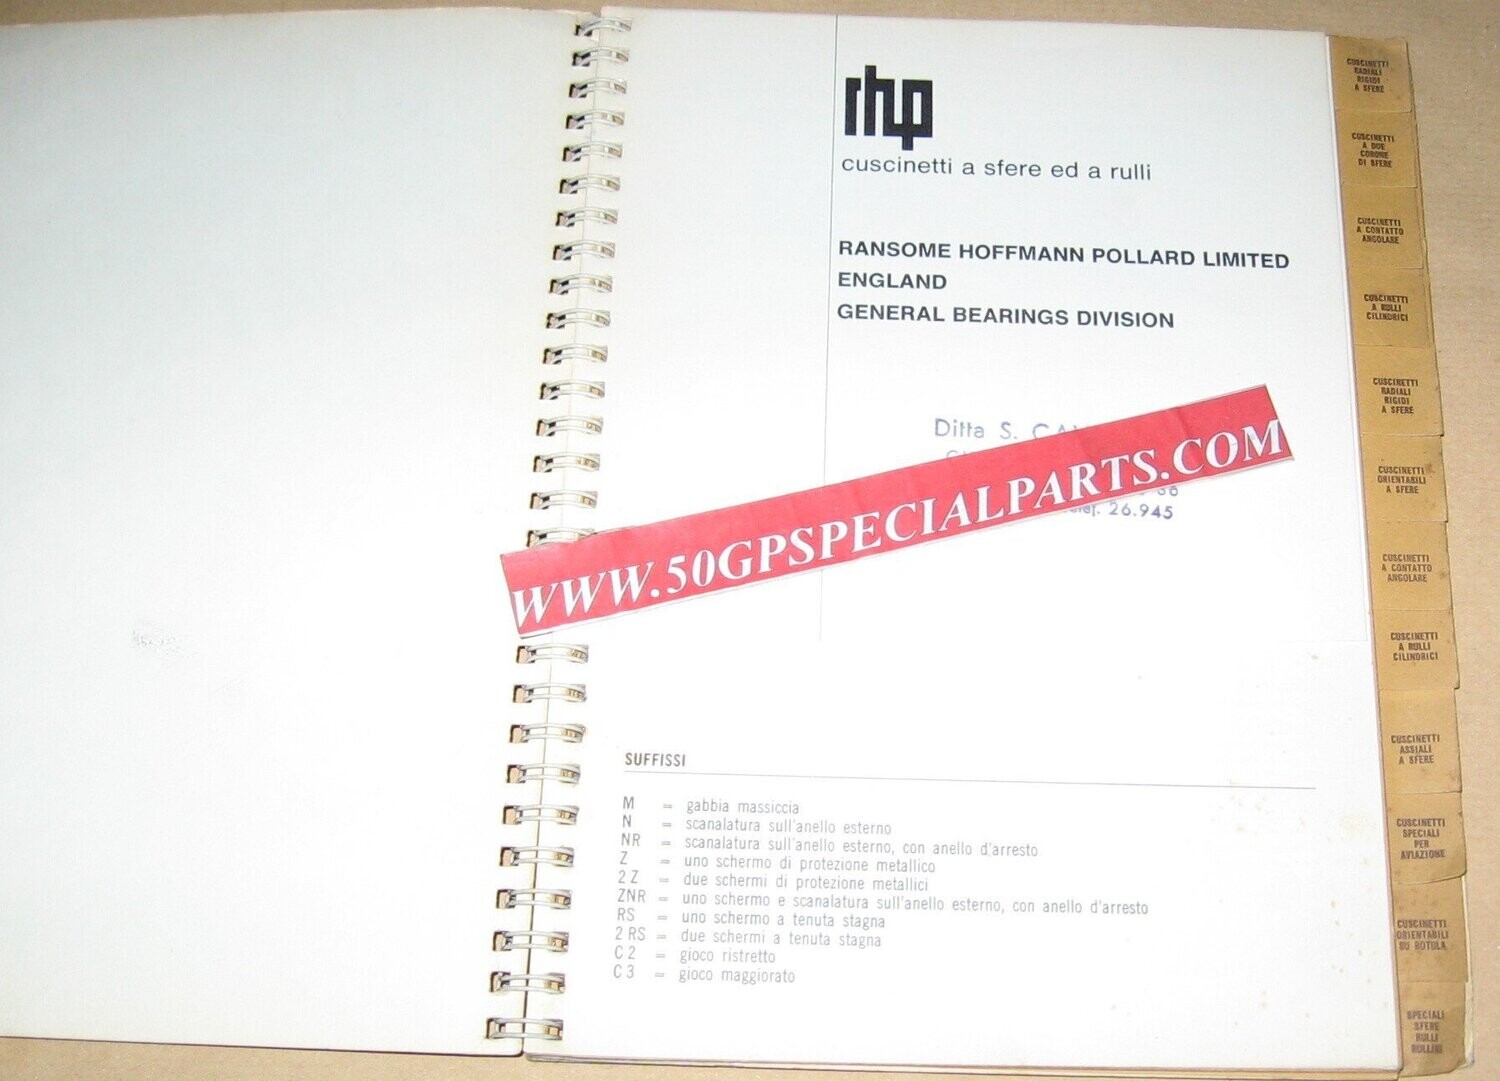 rhp
cuscinetti a sfere ed a rulli
RANSOME HOFFMANN POLLARD LIMITED
ENGLAND
GENERAL BEARINGS DIVISION
Ditta S.
26.945
WWW.50GPSPECIALPARTS.COM
SUFFISSI
M = gabbia massiccia
N = scanalatura sull'anello esterno
NR = scanalatura sull'anello esterno, con anello d'arresto
Z = uno schermo di protezione metallico
2 Z = due schermi di protezione metallici
ZNR = uno schermo e scanalatura sull'anello esterno, con anello d'arresto
RS = uno schermo a tenuta stagna
2 RS = due schermi a tenuta stagna
C 2 = gioco ristretto
C 3 = gioco maggiorato
CUSCINETTI
RADIALI
RIGIDI
A SFERE
CUSCINETTI
A DUE
CORONE
DI SFERE
CUSCINETTI
A CONTATTO
ANGOLARE
CUSCINETTI
A RULLI
CILINDRICI
CUSCINETTI
RADIALI
RIGIDI
A SFERE
CUSCINETTI
ORIENTABILI
A SFERE
CUSCINETTI
A CONTATTO
ANGOLARE
CUSCINETTI
A RULLI
CILINDRICI
CUSCINETTI
ASSIALI
A SFERE
CUSCINETTI
SPECIALI
PER
AVIAZIONE
CUSCINETTI
ORIENTABILI
SU ROTULA
SPECIALI
SFERE
RULLI
RULLINI